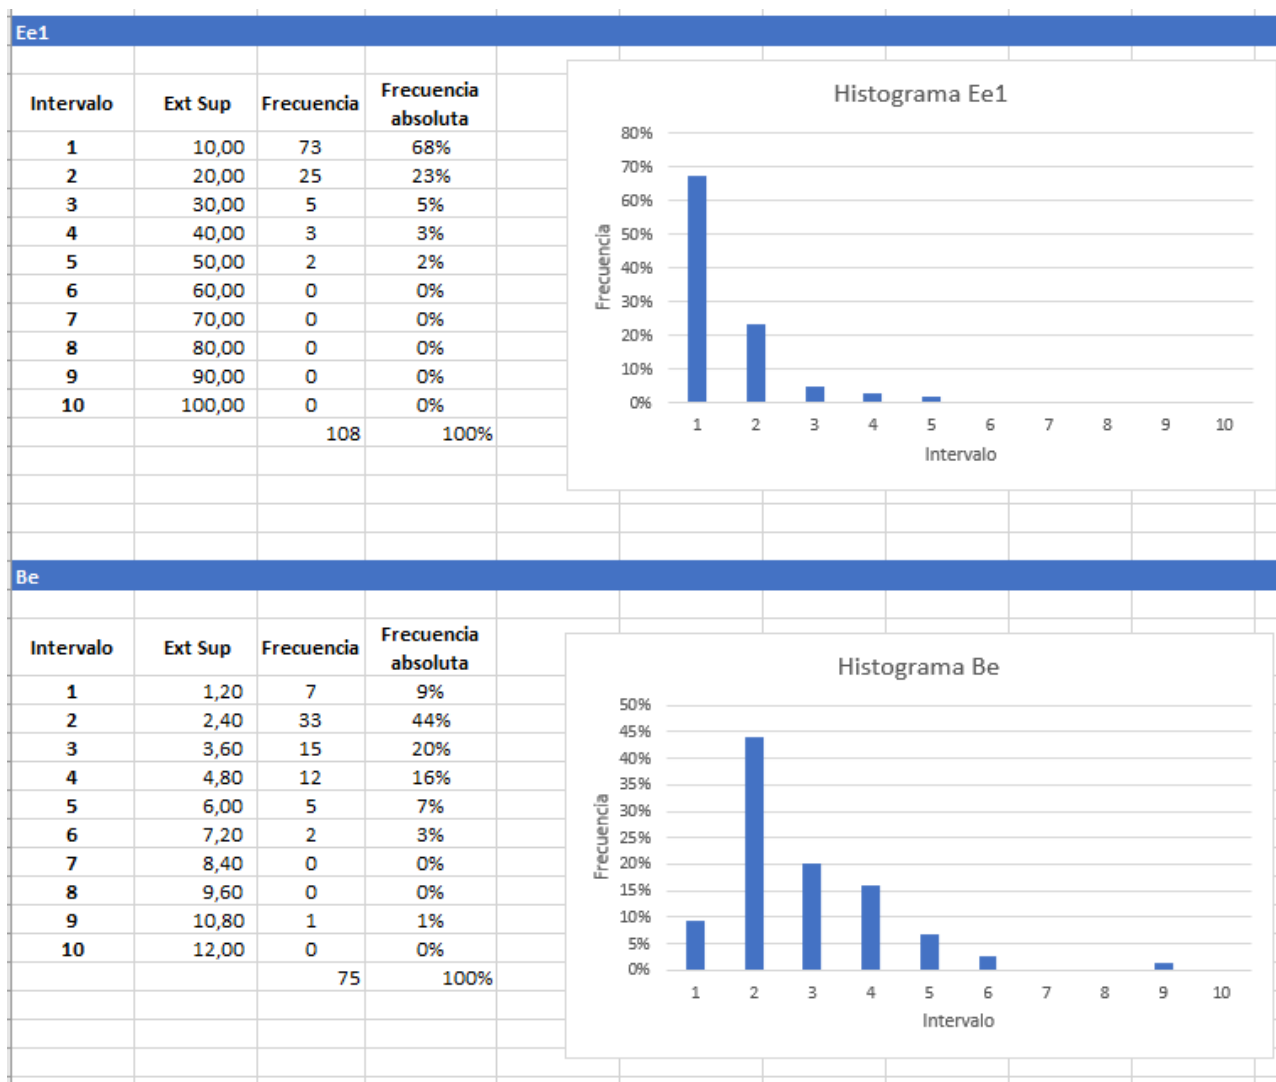 Ee1
Intervalo Ext Sup Frecuencia Frecuencia absoluta
1 10,00 73 68%
2 20,00 25 23%
3 30,00 5 5%
4 40,00 3 3%
5 50,00 2 2%
6 60,00 0 0%
7 70,00 0 0%
8 80,00 0 0%
9 90,00 0 0%
10 100,00 0 0%
108 100%
Histograma Ee1
80%
70%
60%
50%
40%
30%
20%
10%
0%
Frecuencia
1 2 3 4 5 6 7 8 9 10
Intervalo
Be
Intervalo Ext Sup Frecuencia Frecuencia absoluta
1 1,20 7 9%
2 2,40 33 44%
3 3,60 15 20%
4 4,80 12 16%
5 6,00 5 7%
6 7,20 2 3%
7 8,40 0 0%
8 9,60 0 0%
9 10,80 1 1%
10 12,00 0 0%
75 100%
Histograma Be
50%
45%
40%
35%
30%
25%
20%
15%
10%
5%
0%
Frecuencia
1 2 3 4 5 6 7 8 9 10
Intervalo